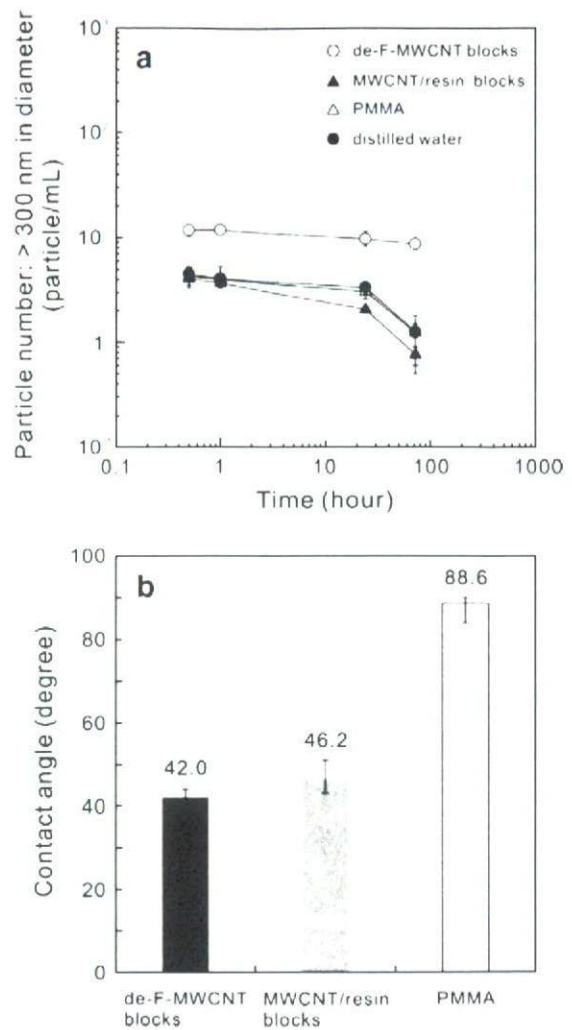 a
de-F-MWCNT blocks
MWCNT/resin blocks
PMMA
distilled water
Particle number: > 300 nm in diameter
(particle/mL)
10
1
0.1
1
10
100
1000
Time (hour)
b
Contact angle (degree)
100
80
60
40
20
0
42.0
46.2
88.6
de-F-MWCNT
blocks
MWCNT/resin
blocks
PMMA